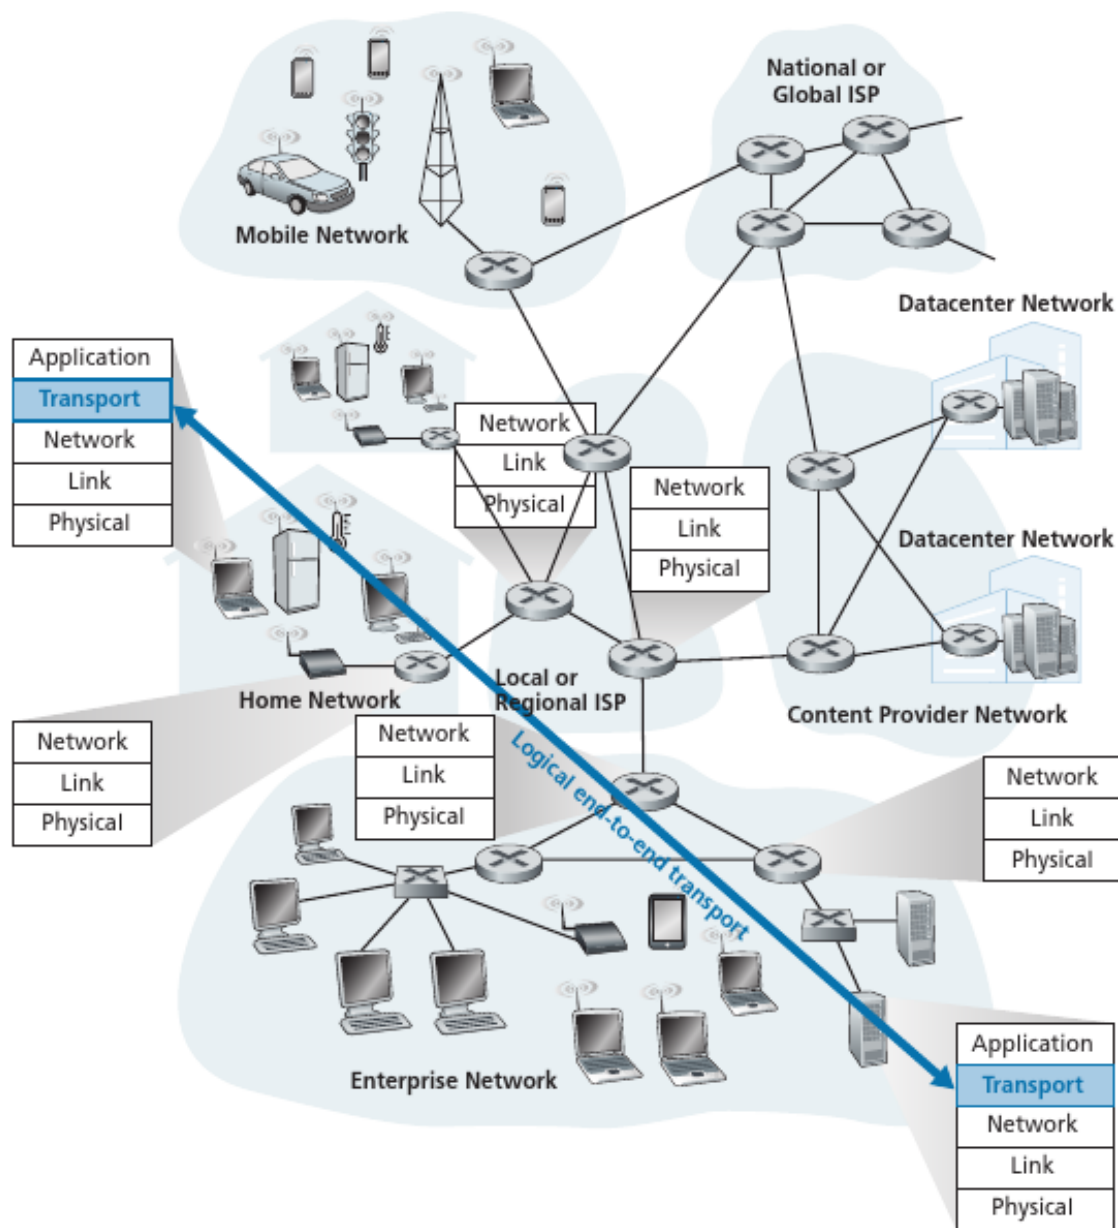 National or
Global ISP
Mobile Network
Datacenter Network
Application
Transport
Network
Link
Physical
Network
Link
Physical
Network
Link
Physical
Datacenter Network
Home Network
Local or
Regional ISP
Content Provider Network
Network
Link
Physical
Network
Link
Physical
Logical end-to-end transport
Network
Link
Physical
Enterprise Network
Application
Transport
Network
Link
Physical